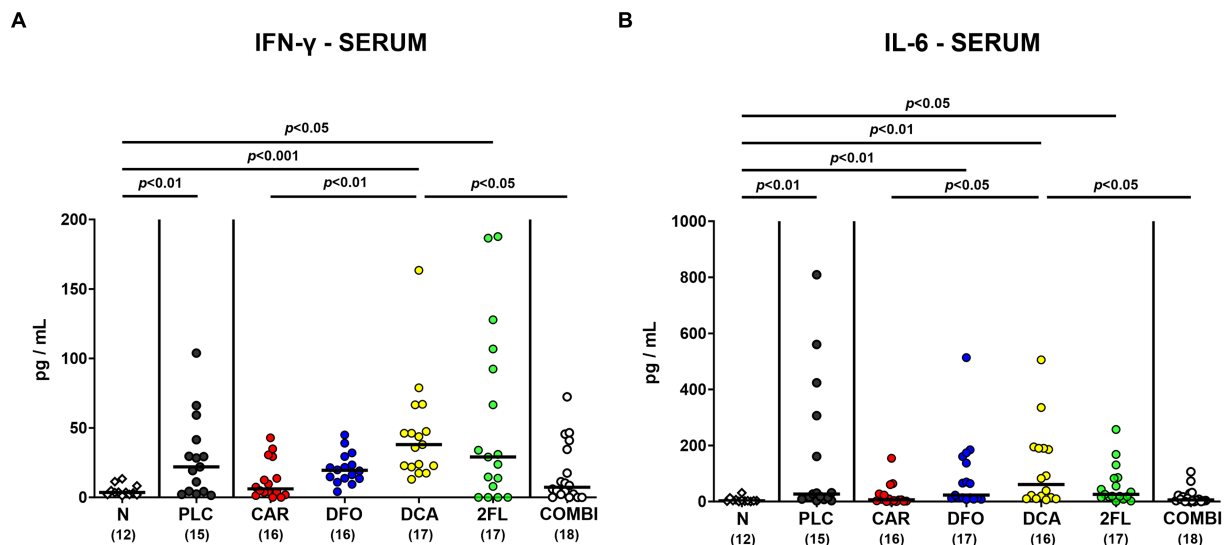 A
IFN-γ - SERUM
p<0.05
p<0.001
p<0.01 p<0.01 p<0.05
200
150
100
50
0
pg / mL
N PLC CAR DFO DCA 2FL COMBI
(12) (15) (16) (16) (17) (17) (18)
B
IL-6 - SERUM
p<0.05
p<0.01
p<0.01
p<0.01 p<0.05 p<0.05
1000
800
600
400
200
0
pg / mL
N PLC CAR DFO DCA 2FL COMBI
(12) (15) (16) (17) (16) (17) (18)